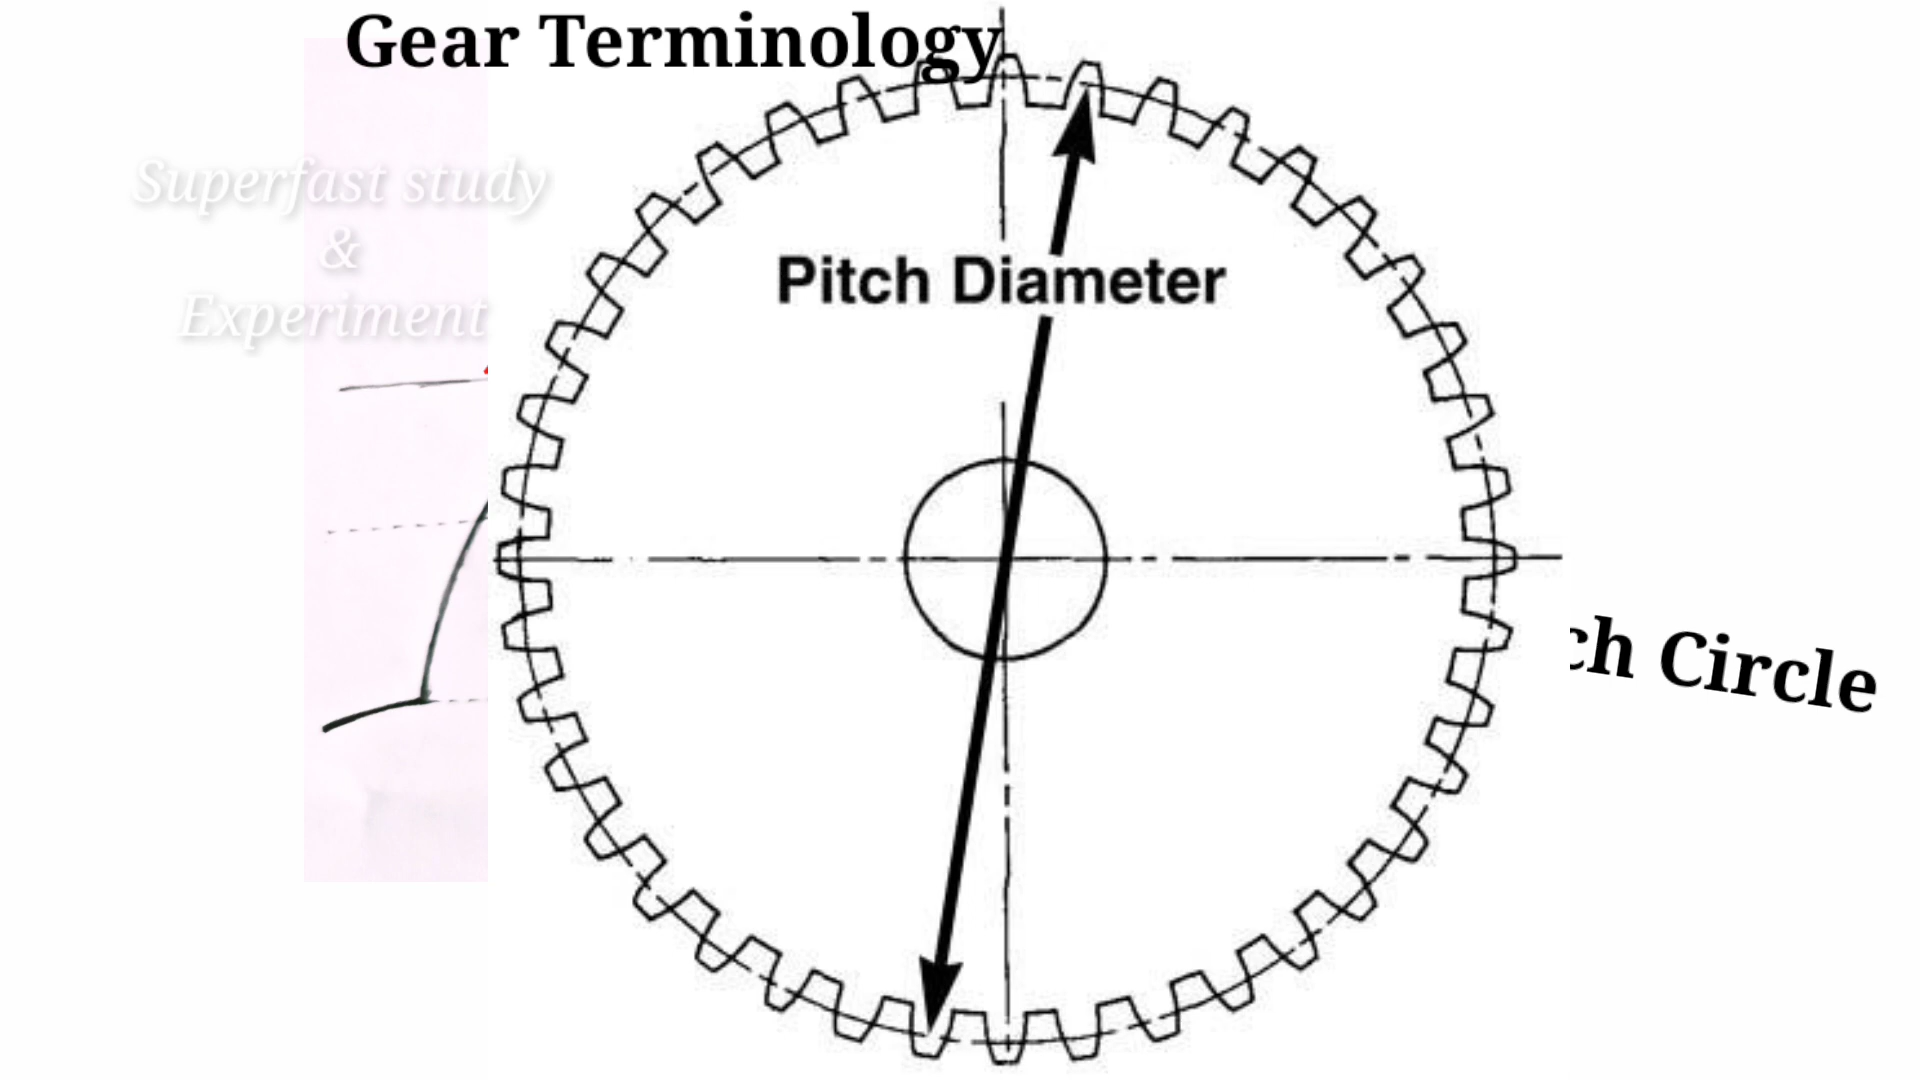 Gear Terminology
Superfast study
&
Experiment
Pitch Diameter
ch Circle